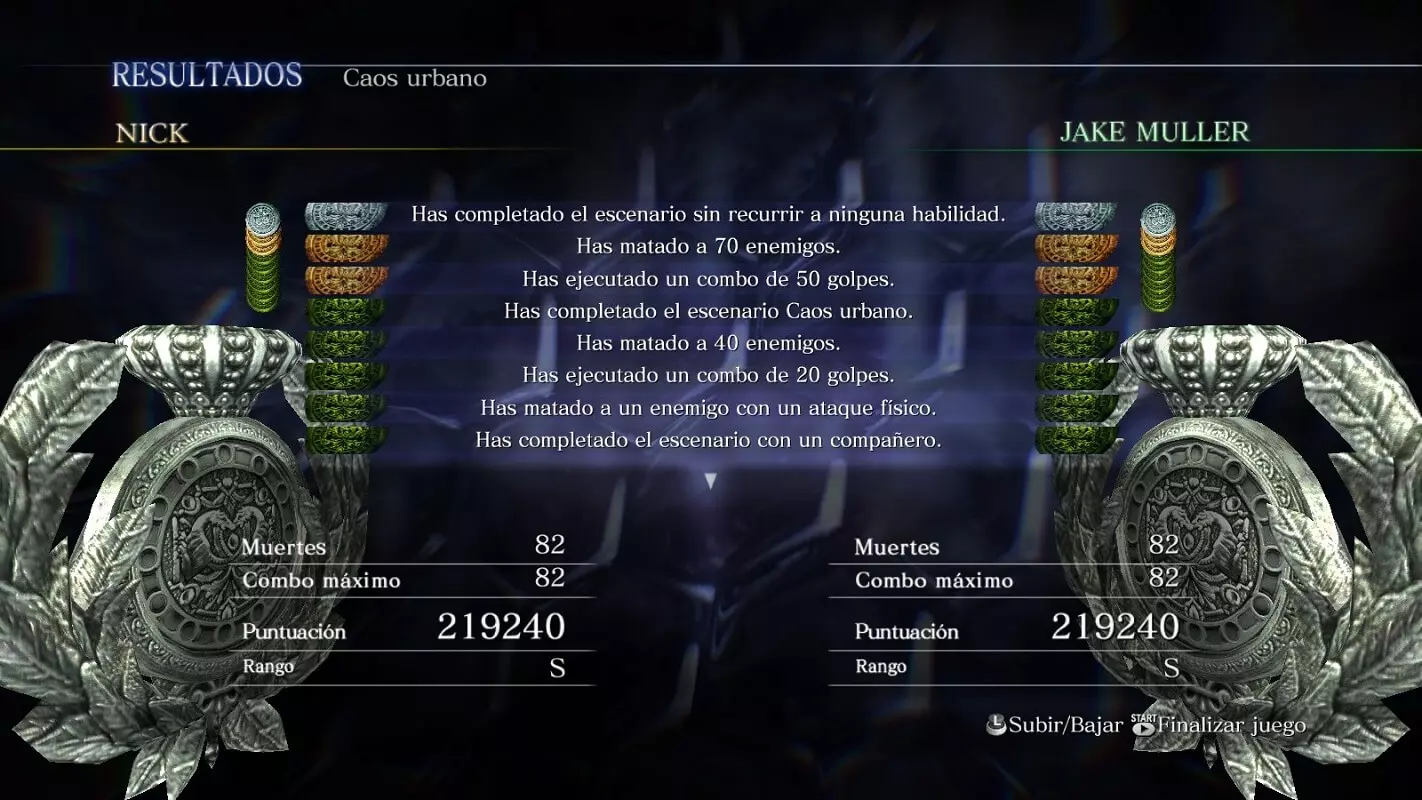 RESULTADOS Caos urbano
NICK JAKE MULLER
Has completado el escenario sin recurrir a ninguna habilidad.
Has matado a 70 enemigos.
Has ejecutado un combo de 50 golpes.
Has completado el escenario Caos urbano.
Has matado a 40 enemigos.
Has ejecutado un combo de 20 golpes.
Has matado a un enemigo con un ataque físico.
Has completado el escenario con un compañero.
Muertes 82 Muertes 82
Combo máximo 82 Combo máximo 82
Puntuación 219240 Puntuación 219240
Rango S Rango S
L Subir/Bajar START Finalizar juego